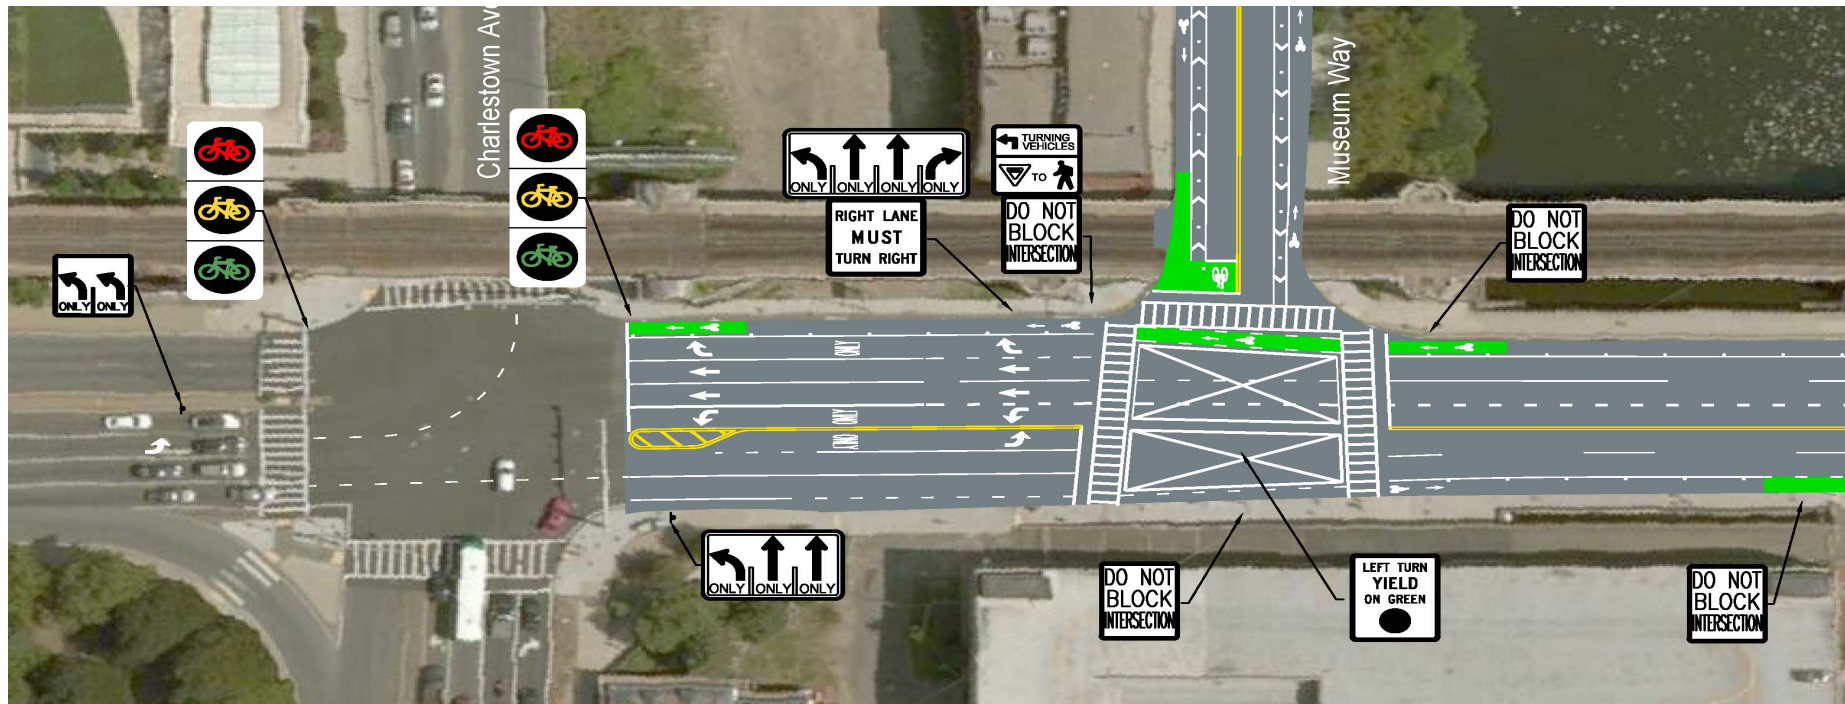 Charlestown Ave
Museum Way
ONLY ONLY
ONLY ONLY ONLY ONLY
RIGHT LANE
MUST
TURN RIGHT
TURNING
VEHICLES
TO
DO NOT
BLOCK
INTERSECTION
DO NOT
BLOCK
INTERSECTION
ONLY
ONLY
ONLY
ONLY ONLY ONLY
DO NOT
BLOCK
INTERSECTION
LEFT TURN
YIELD
ON GREEN
DO NOT
BLOCK
INTERSECTION